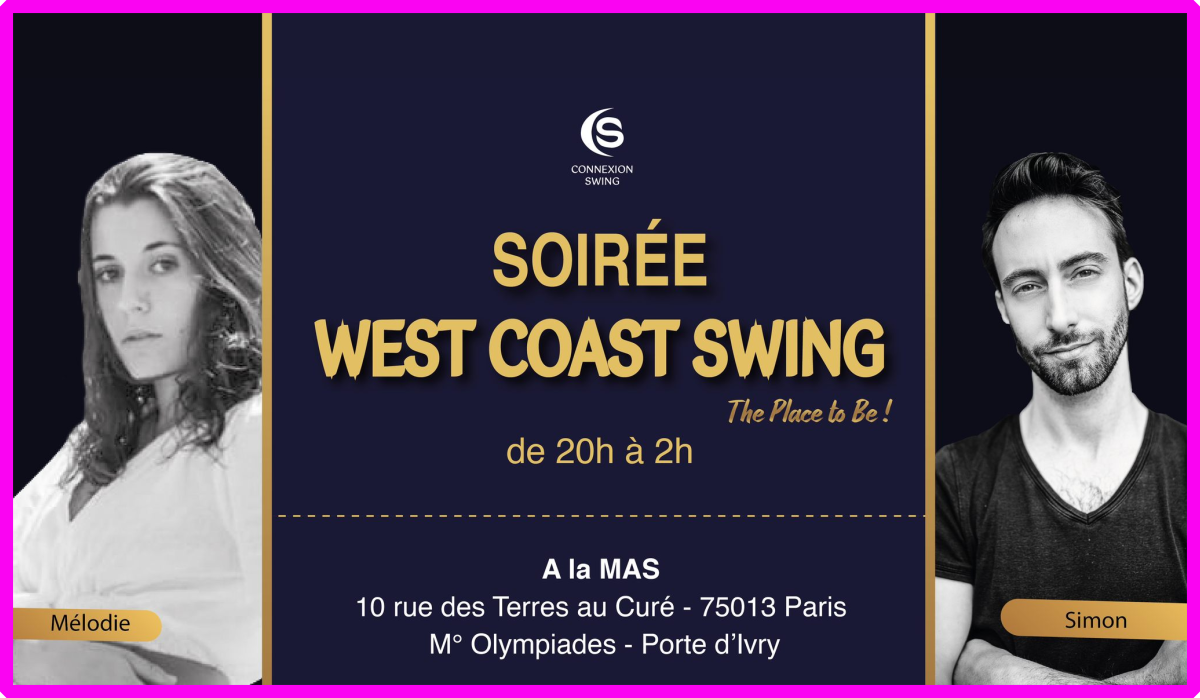 CONNEXION
SWING
SOIRÉE
WEST COAST SWING
The Place to Be !
de 20h à 2h
A la MAS
10 rue des Terres au Curé - 75013 Paris
M° Olympiades - Porte d'Ivry
Mélodie
Simon